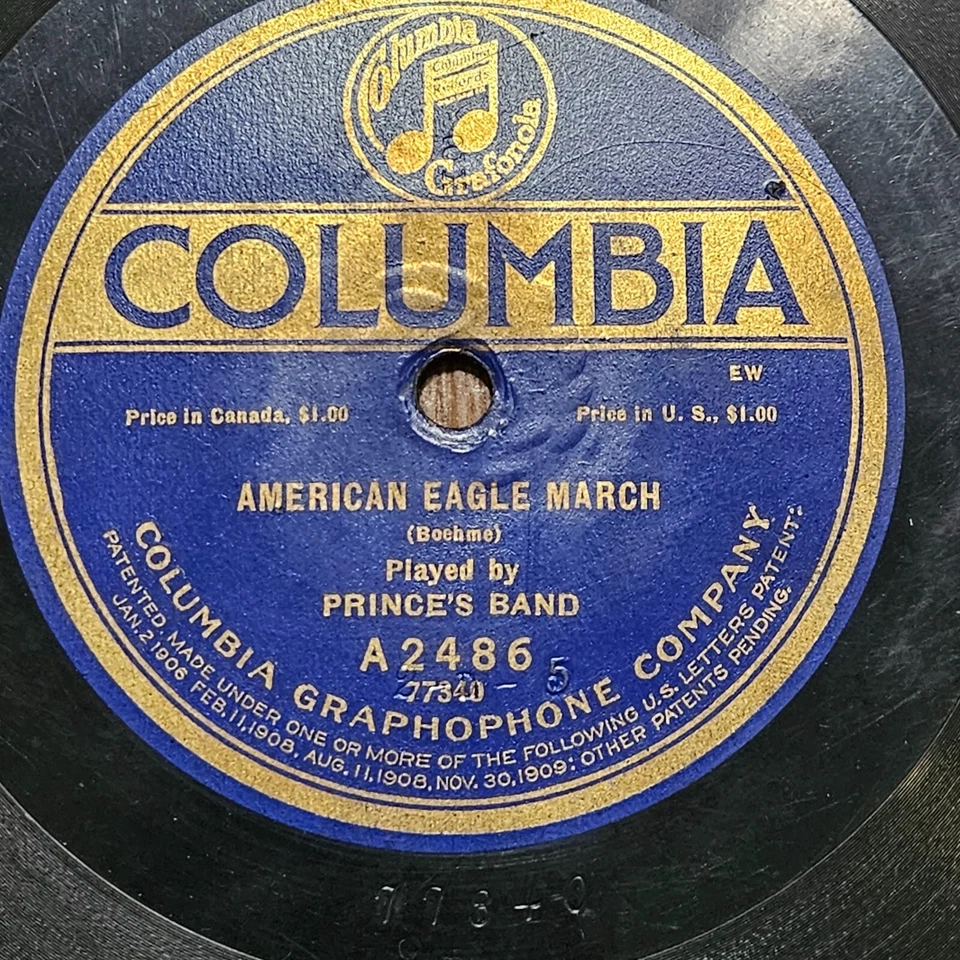 Columbia
Columbia
Records
Grafonola
COLUMBIA
EW
Price in Canada, $1.00
Price in U. S., $1.00
AMERICAN EAGLE MARCH
(Boehme)
Played by
PRINCE'S BAND
A2486
77340
5
COLUMBIA GRAPHOPHONE COMPANY
PATENTED, MADE UNDER ONE OR MORE OF THE FOLLOWING U.S. LETTERS PATENT:
JAN. 2, 1906 FEB. 11, 1908, AUG. 11, 1908, NOV. 30, 1909: OTHER PATENTS PENDING.
77340